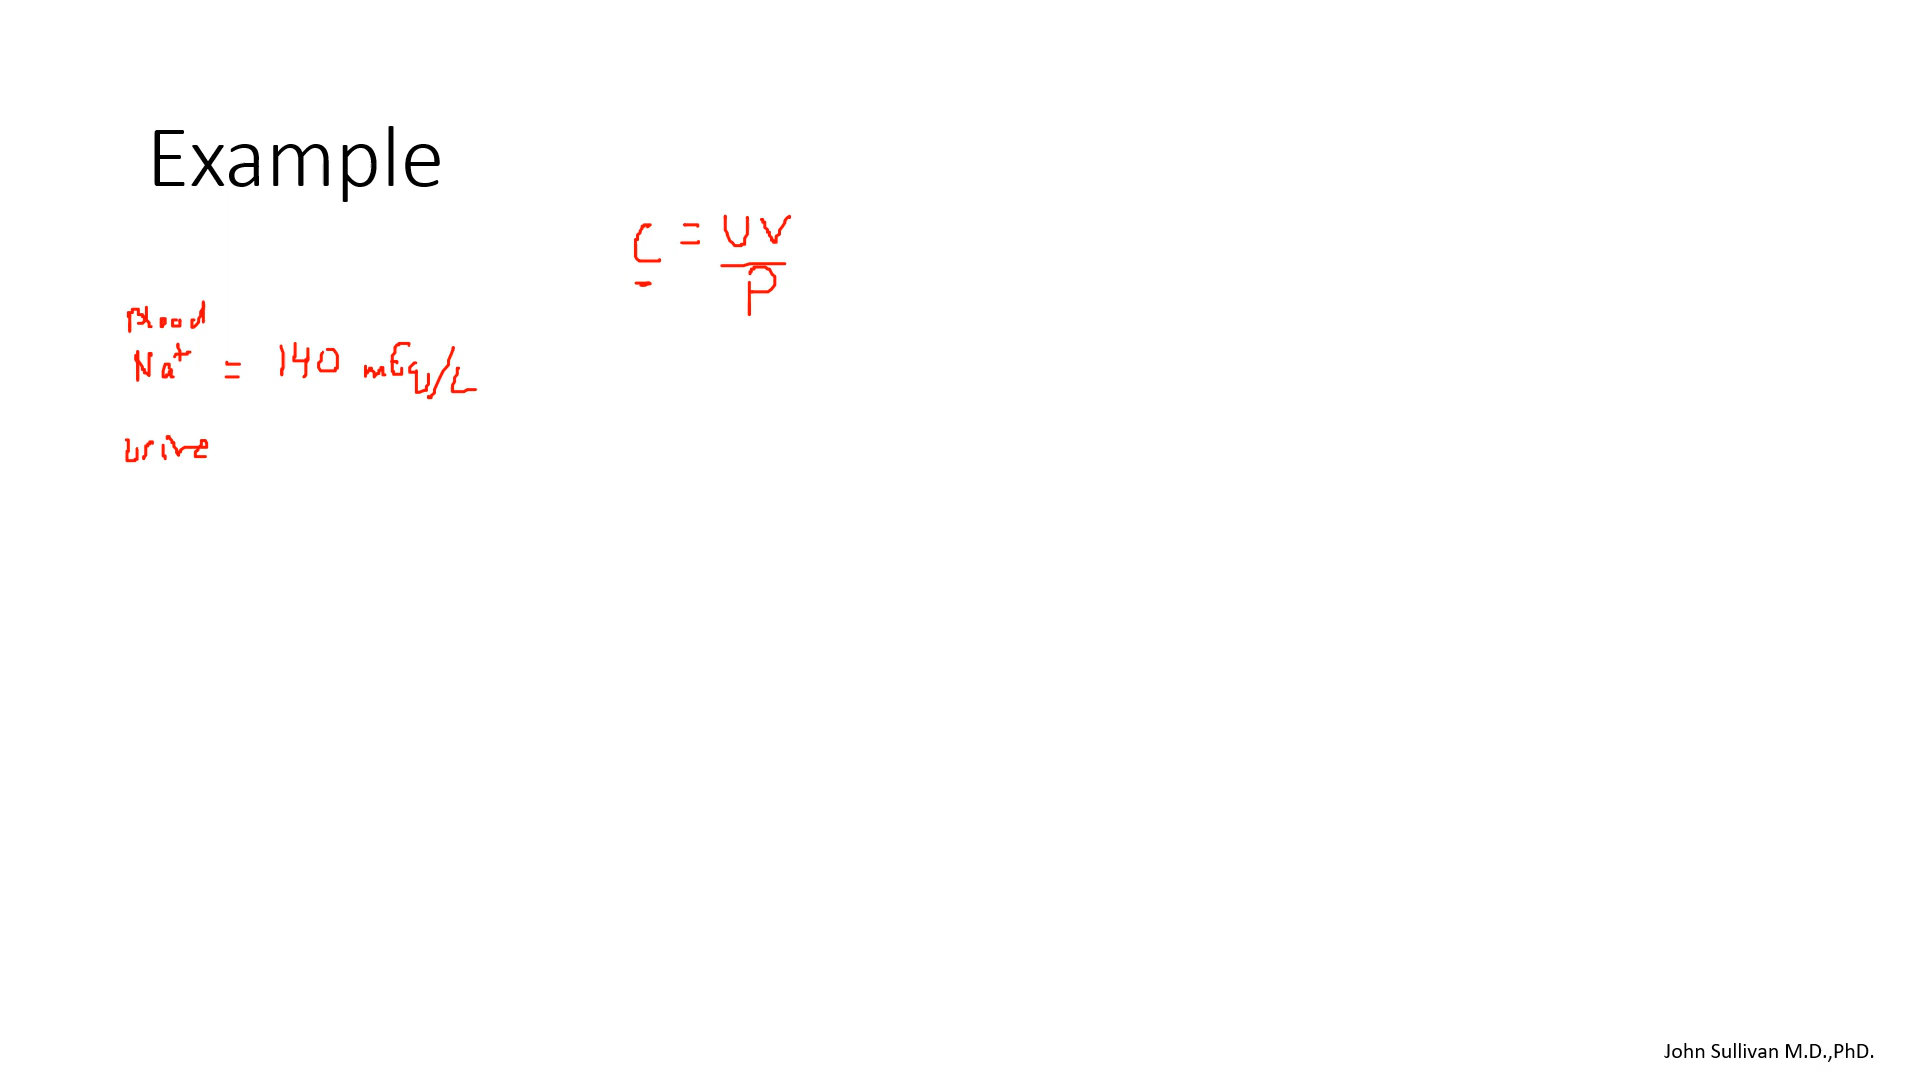 Example
C = UV
P
Blood
Na+ = 140 mEq/L
urine
John Sullivan M.D.,PhD.